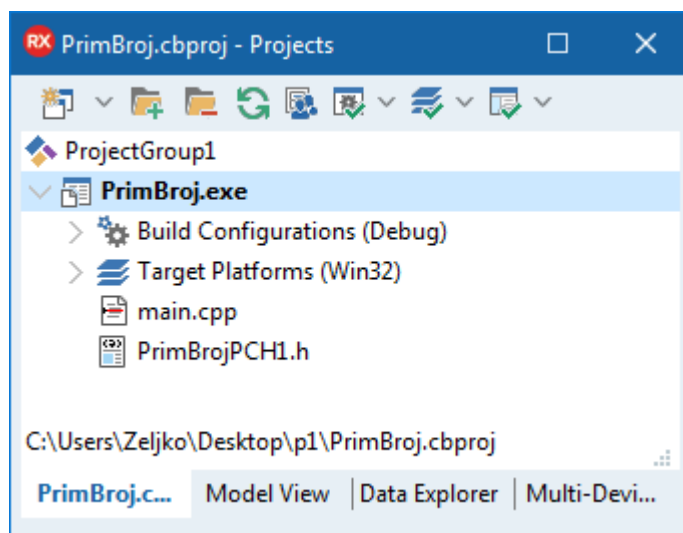 RX PrimBroj.cbproj - Projects
ProjectGroup1
PrimBroj.exe
Build Configurations (Debug)
Target Platforms (Win32)
main.cpp
PrimBrojPCH1.h
C:\Users\Zeljko\Desktop\p1\PrimBroj.cbproj
PrimBroj.c... Model View Data Explorer Multi-Devi...